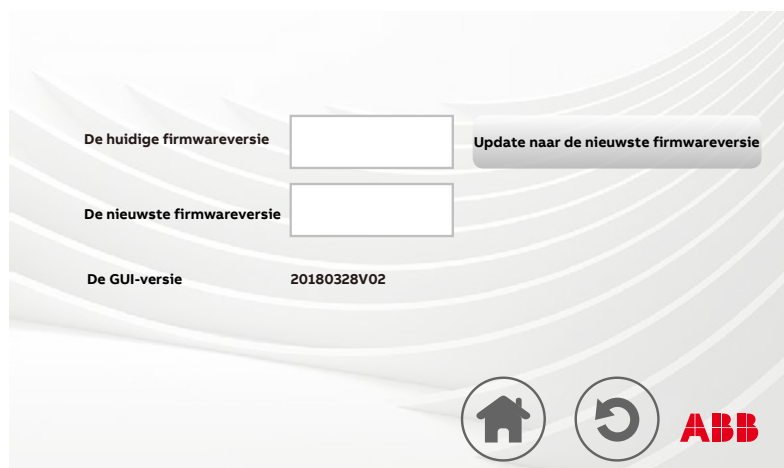 De huidige firmwareversie
Update naar de nieuwste firmwareversie
De nieuwste firmwareversie
De GUI-versie 20180328V02
ABB